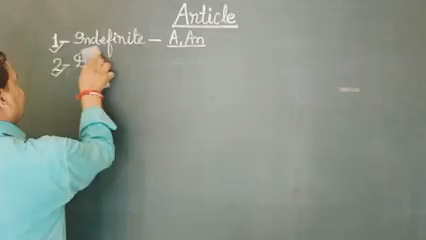 Article
1- Indefinite - A, An
2- D